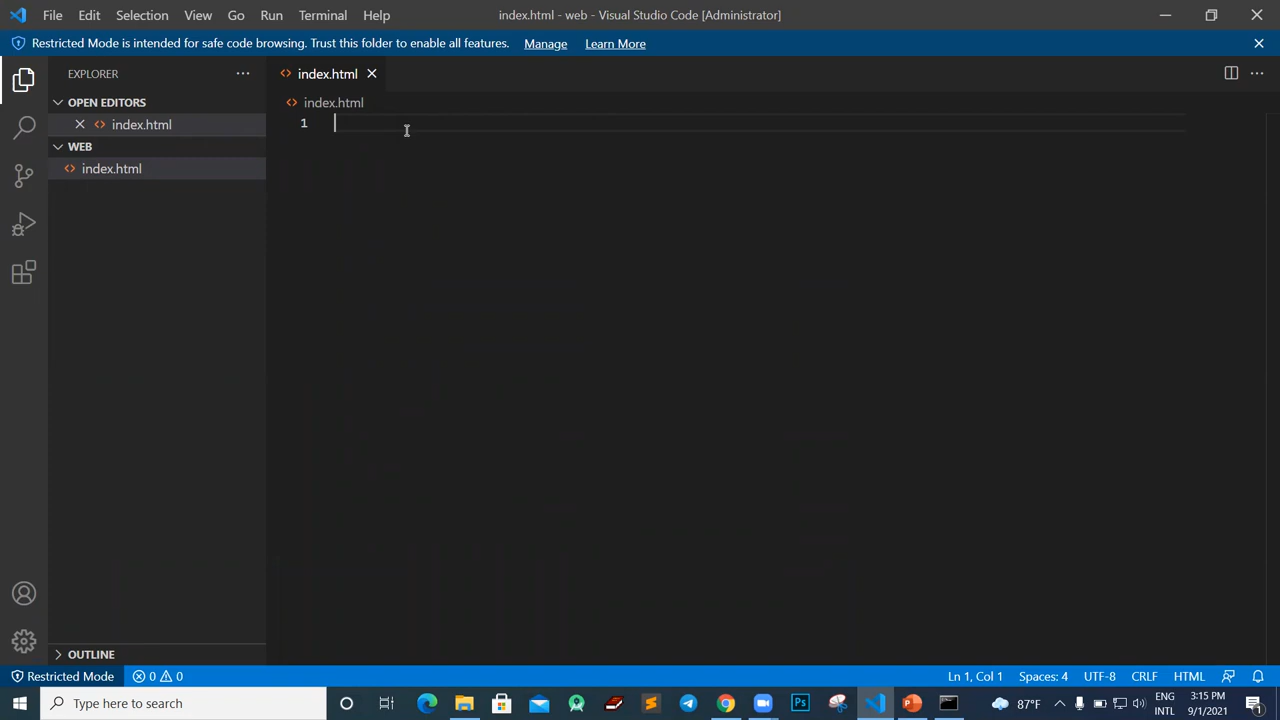 File Edit Selection View Go Run Terminal Help index.html - web - Visual Studio Code [Administrator]
Restricted Mode is intended for safe code browsing. Trust this folder to enable all features. Manage Learn More
EXPLORER
OPEN EDITORS
index.html
WEB
index.html
OUTLINE
index.html
index.html
1
Restricted Mode 0 0 Ln 1, Col 1 Spaces: 4 UTF-8 CRLF HTML
Type here to search
Ps
87°F
ENG
INTL
3:15 PM
9/1/2021
1